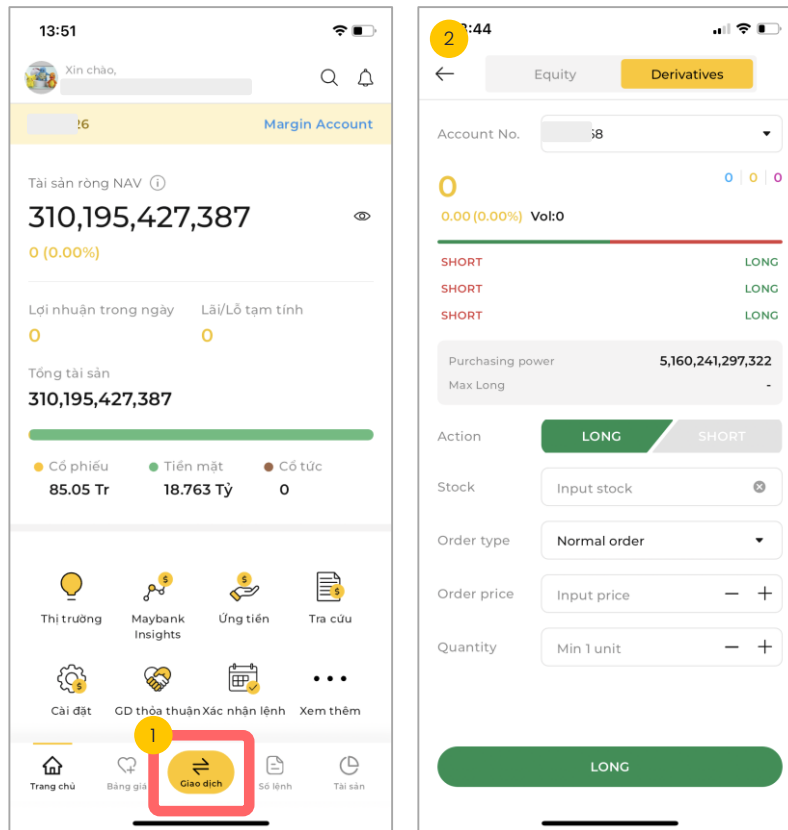 13:51
Xin chào,
26
Margin Account
Tài sản ròng NAV
310,195,427,387
0 (0.00%)
Lợi nhuận trong ngày
Lãi/Lỗ tạm tính
0
0
Tổng tài sản
310,195,427,387
Cổ phiếu
Tiền mặt
Cổ tức
85.05 Tr
18.763 Tỷ
0
Thị trường
Maybank
Insights
Ứng tiền
Tra cứu
Cài đặt
GD thỏa thuận
Xác nhận lệnh
Xem thêm
1
Trang chủ
Bảng giá
Giao dịch
Sổ lệnh
Tài sản
2
:44
Equity
Derivatives
Account No.
68
0
0 | 0 | 0
0.00 (0.00%) Vol:0
SHORT
LONG
SHORT
LONG
SHORT
LONG
Purchasing power
5,160,241,297,322
Max Long
-
Action
LONG
SHORT
Stock
Input stock
Order type
Normal order
Order price
Input price
Quantity
Min 1 unit
LONG